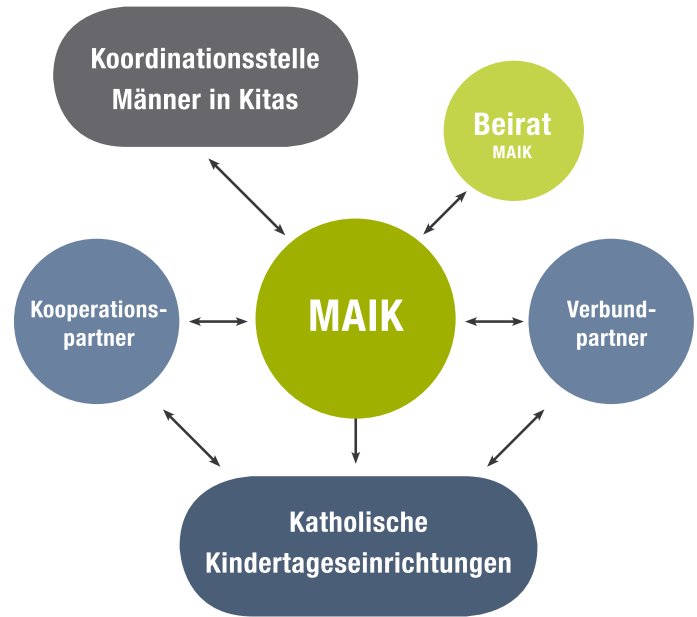 Koordinationsstelle
Männer in Kitas
Beirat
MAIK
Kooperations-
partner
MAIK
Verbund-
partner
Katholische
Kindertageseinrichtungen